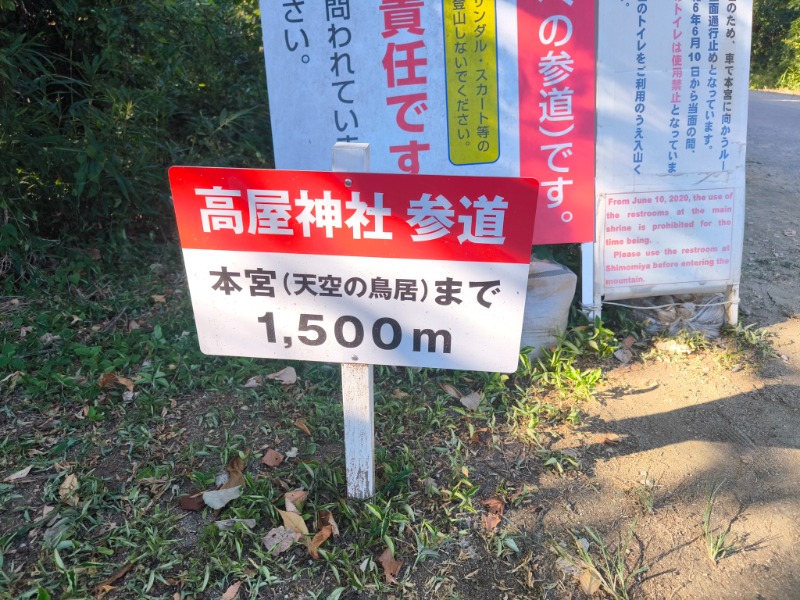 高屋神社 参道
本宮(天空の鳥居)まで
1,500m
の参道)です。
サンダル・スカート等の
登山しないでください。
責任です
問われていま
さい。
のため、車で本宮に向かうルー
面通行止めとなっています。
6年6月10日から当面の間、
トイレは使用禁止となっていま
のトイレをご利用のうえ入山く
From June 10, 2020, the use of
the restrooms at the main
shrine is prohibited for the
time being.
Please use the restroom at
Shimomiya before entering the
mountain.